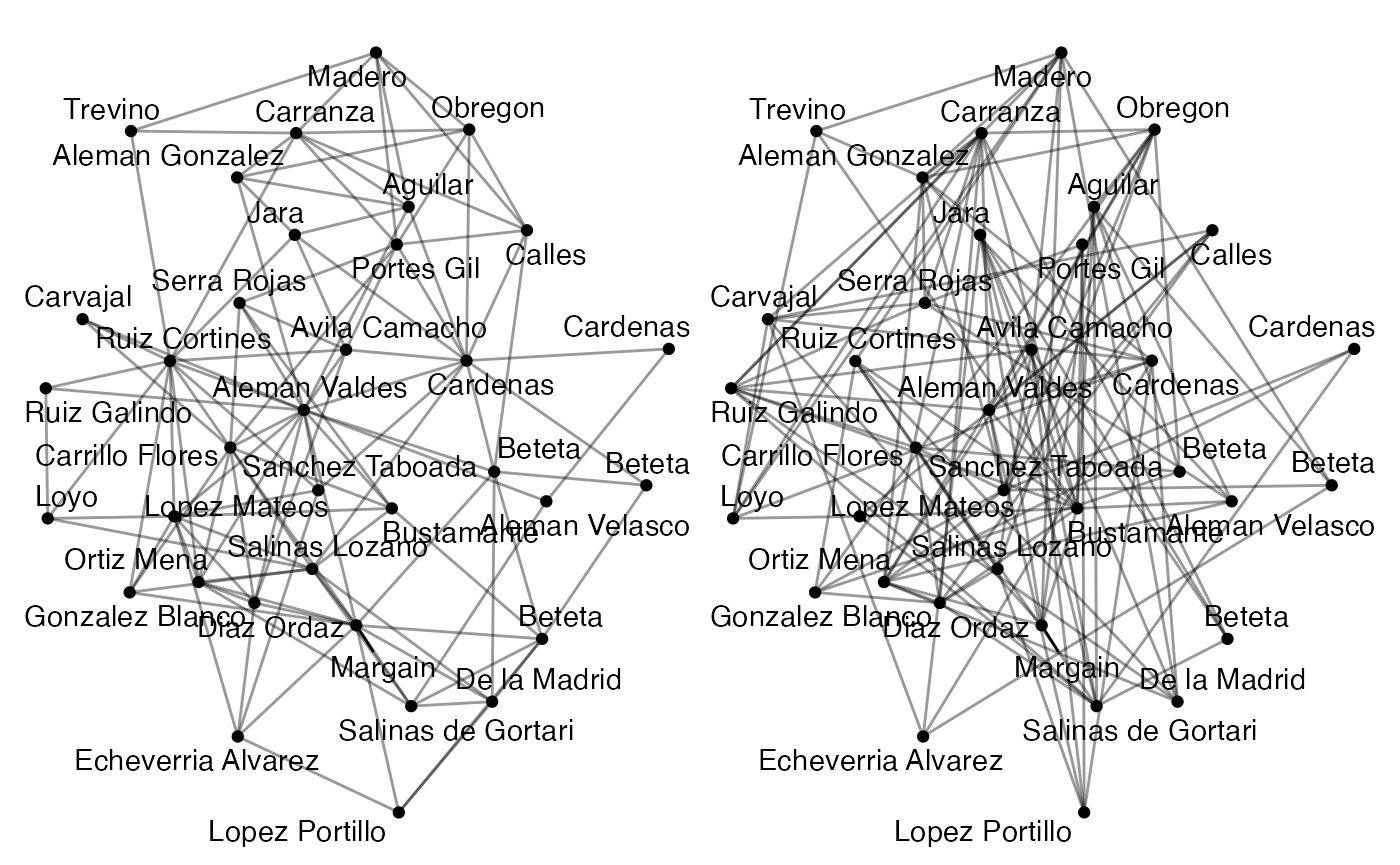 Madero
Trevino
Carranza
Obregon
Aleman Gonzalez
Aguilar
Jara
Calles
Portes Gil
Serra Rojas
Carvajal
Avila Camacho
Cardenas
Ruiz Cortines
Aleman Valdes
Cardenas
Ruiz Galindo
Beteta
Carrillo Flores
Sanchez Taboada
Beteta
Loyo
Lopez Mateos
Aleman Velasco
Bustamante
Salinas Lozano
Ortiz Mena
Gonzalez Blanco
Beteta
Diaz Ordaz
Margain
De la Madrid
Salinas de Gortari
Echeverria Alvarez
Lopez Portillo
Madero
Trevino
Carranza
Obregon
Aleman Gonzalez
Aguilar
Jara
Calles
Portes Gil
Serra Rojas
Carvajal
Avila Camacho
Cardenas
Ruiz Cortines
Aleman Valdes
Cardenas
Ruiz Galindo
Beteta
Carrillo Flores
Sanchez Taboada
Beteta
Loyo
Lopez Mateos
Aleman Velasco
Bustamante
Salinas Lozano
Ortiz Mena
Gonzalez Blanco
Beteta
Diaz Ordaz
Margain
De la Madrid
Salinas de Gortari
Echeverria Alvarez
Lopez Portillo